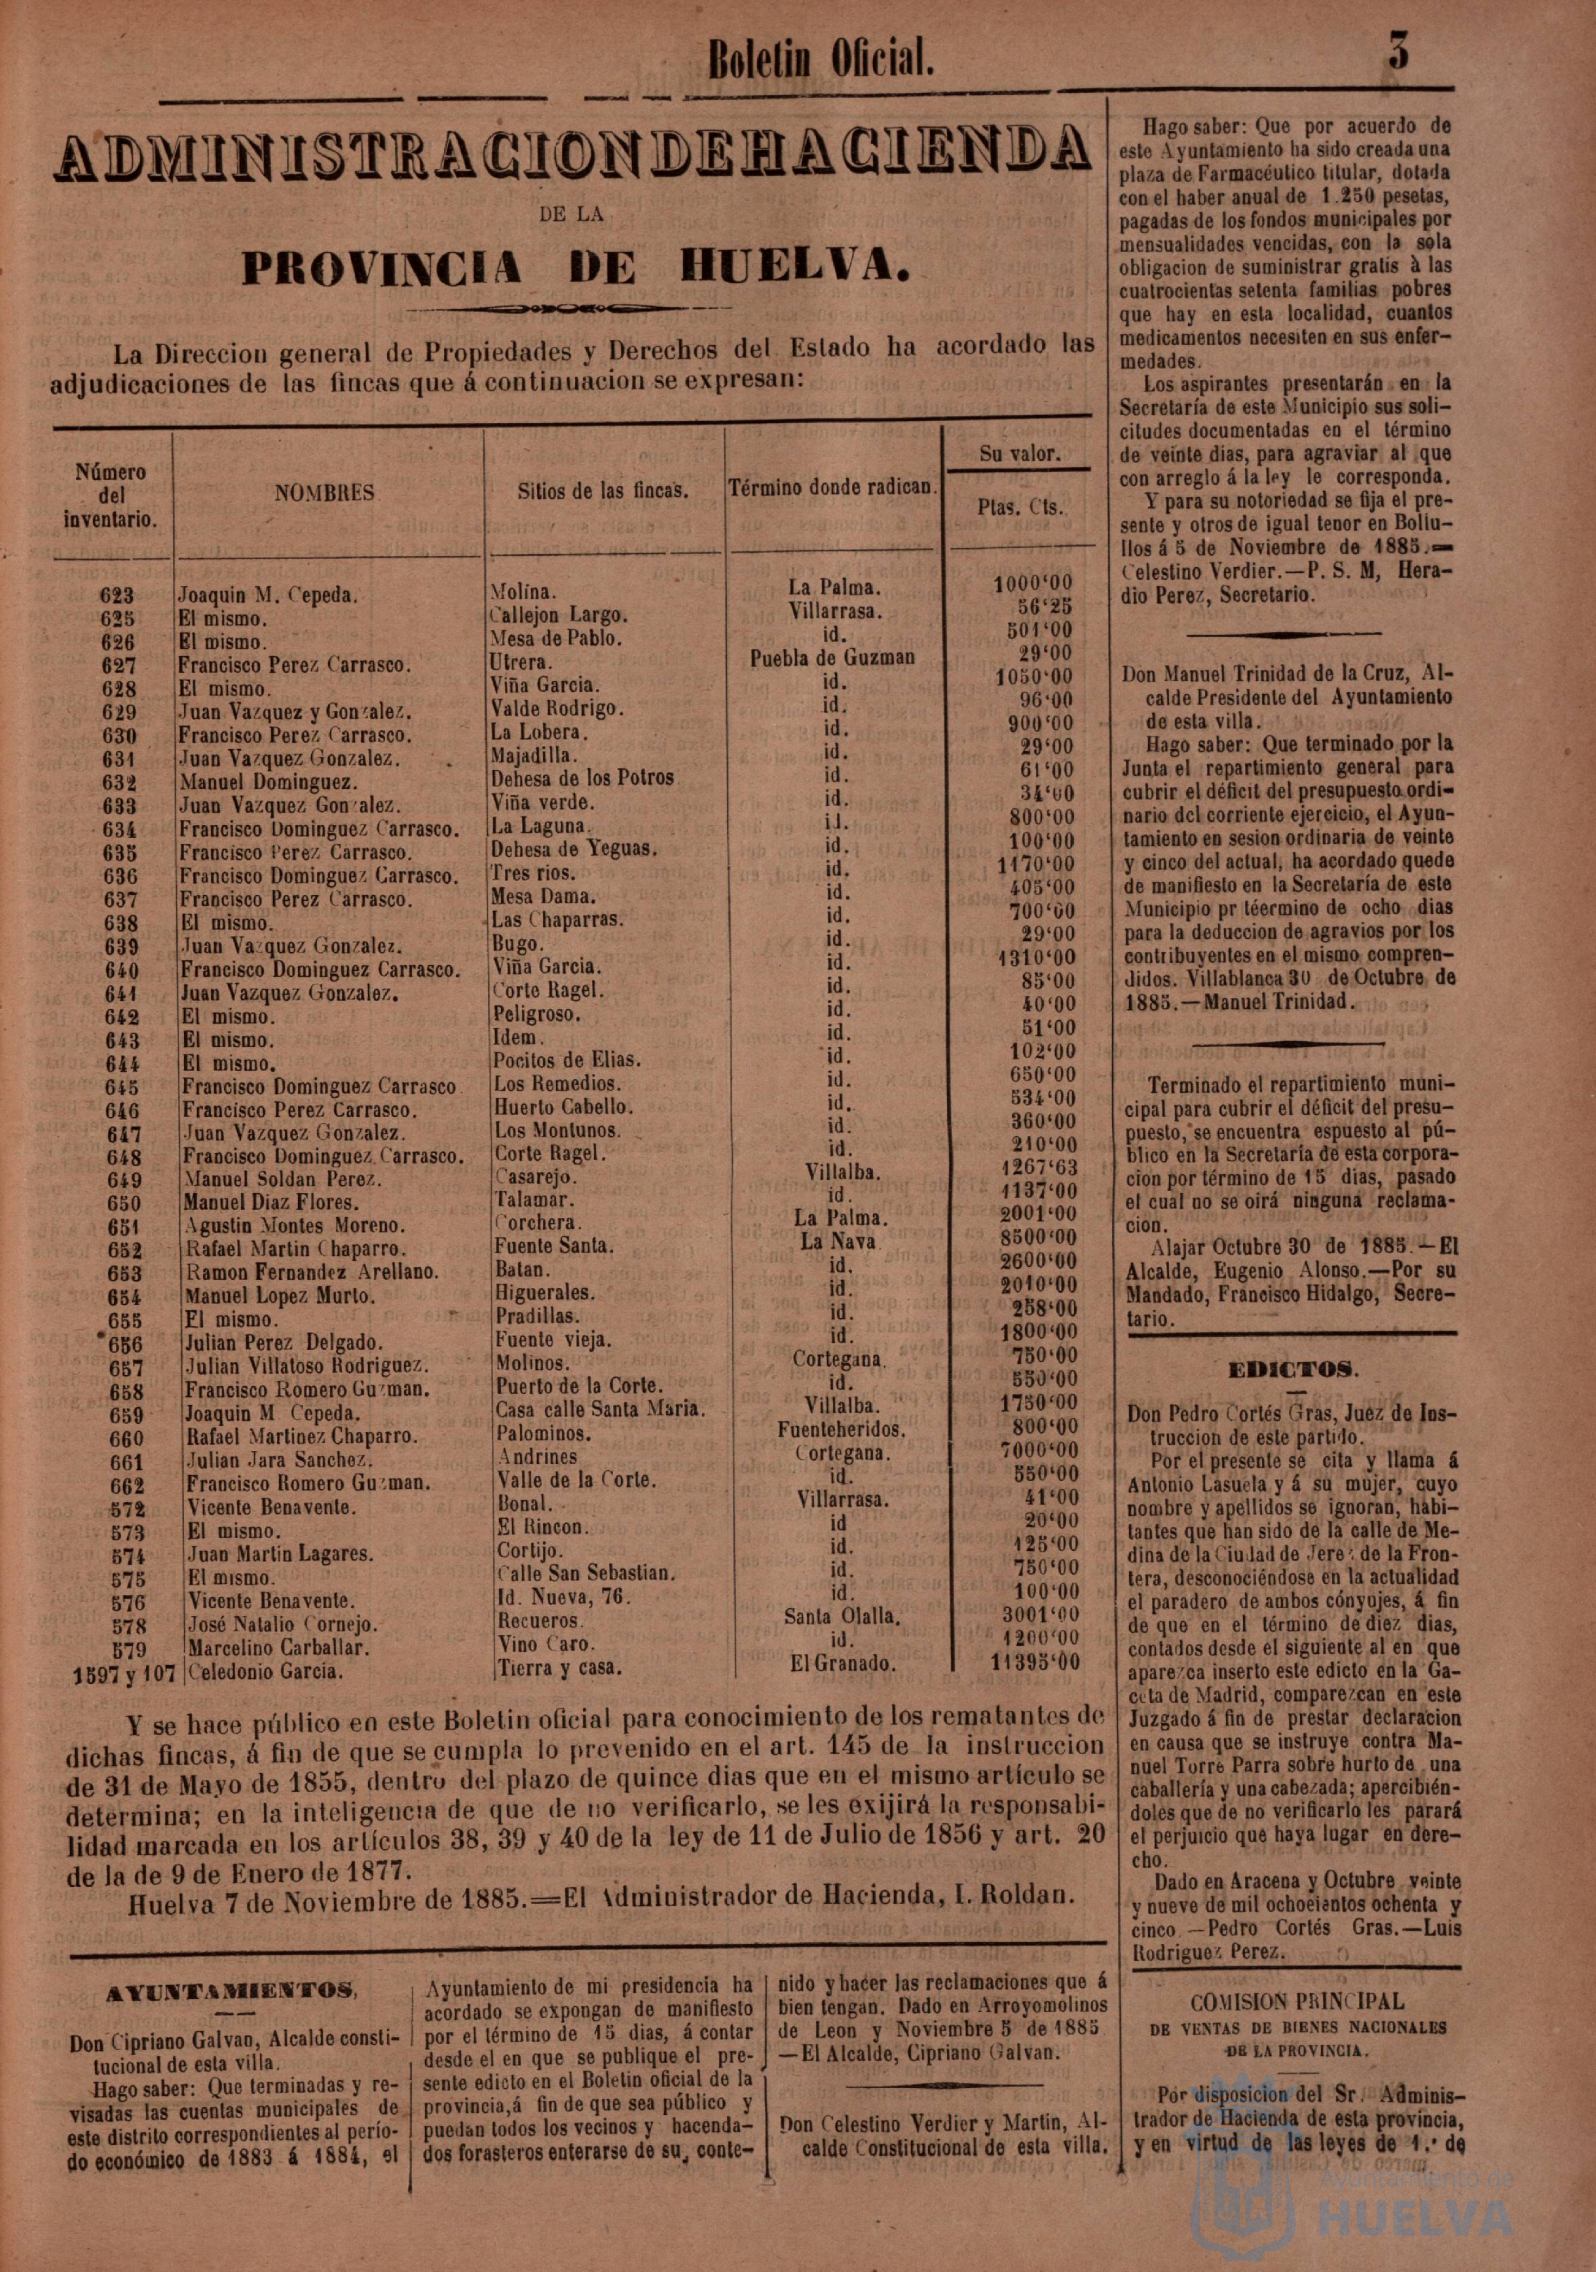 Boletin Oficial.
3
ADMINISTRACION DE HACIENDA
DE LA
PROVINCIA DE HUELVA.
La Direccion general de Propiedades y Derechos del Estado ha acordado las
adjudicaciones de las fincas que á continuacion se expresan:
Número del inventario. NOMBRES Sitios de las fincas. Término donde radican. Su valor. Ptas. Cts.
623 Joaquin M. Cepeda. Molina. La Palma. 1000‘00
625 El mismo. Callejon Largo. Villarrasa. 56‘25
626 El mismo. Mesa de Pablo. id. 501‘00
627 Francisco Perez Carrasco. Utrera. Puebla de Guzman 29‘00
628 El mismo. Viña Garcia. id. 1050‘00
629 Juan Vazquez y Gonzalez. Valde Rodrigo. id. 96‘00
630 Francisco Perez Carrasco. La Lobera. id. 900‘00
631 Juan Vazquez Gonzalez. Majadilla. id. 29‘00
632 Manuel Dominguez. Dehesa de los Potros id. 61‘00
633 Juan Vazquez Gonzalez. Viña verde. id. 34‘00
634 Francisco Dominguez Carrasco. La Laguna. id. 800‘00
635 Francisco Perez Carrasco. Dehesa de Yeguas. id. 100‘00
636 Francisco Dominguez Carrasco. Tres rios. id. 1170‘00
637 Francisco Perez Carrasco. Mesa Dama. id. 405‘00
638 El mismo. Las Chaparras. id. 700‘00
639 Juan Vazquez Gonzalez. Bugo. id. 29‘00
640 Francisco Dominguez Carrasco. Viña Garcia. id. 1310‘00
641 Juan Vazquez Gonzalez. Corte Ragel. id. 85‘00
642 El mismo. Peligroso. id. 40‘00
643 El mismo. Idem. id. 51‘00
644 El mismo. Pocitos de Elias. id. 102‘00
645 Francisco Dominguez Carrasco Los Remedios. id. 650‘00
646 Francisco Perez Carrasco. Huerto Cabello. id. 534‘00
647 Juan Vazquez Gonzalez. Los Montunos. id. 360‘00
648 Francisco Dominguez Carrasco. Corte Ragel. id. 210‘00
649 Manuel Soldan Perez. Casarejo. Villalba. 1267‘63
650 Manuel Diaz Flores. Talamar. id. 1137‘00
651 Agustin Montes Moreno. Corchera. La Palma. 2001‘00
652 Rafael Martin Chaparro. Fuente Santa. La Nava 8500‘00
653 Ramon Fernandez Arellano. Batan. id. 2600‘00
654 Manuel Lopez Murto. Higuerales. id. 2010‘00
655 El mismo. Pradillas. id. 258‘00
656 Julian Perez Delgado. Fuente vieja. id. 1800‘00
657 Julian Villatoso Rodriguez. Molinos. Cortegana. 750‘00
658 Francisco Romero Guzman. Puerto de la Corte. id. 550‘00
659 Joaquin M Cepeda. Casa calle Santa Maria. Villalba. 1750‘00
660 Rafael Martinez Chaparro. Palominos. Fuenteheridos. 800‘00
661 Julian Jara Sanchez. Andrines Cortegana. 7000‘00
662 Francisco Romero Guzman. Valle de la Corte. id. 550‘00
572 Vicente Benavente. Bonal. Villarrasa. 41‘00
573 El mismo. El Rincon. id 20‘00
574 Juan Martin Lagares. Cortijo. id. 125‘00
575 El mismo. Calle San Sebastian. id. 750‘00
576 Vicente Benavente. Id. Nueva, 76. id. 100‘00
578 José Natalio Cornejo. Recueros. Santa Olalla. 3001‘00
579 Marcelino Carballar. Vino Caro. id. 1200‘00
1597 y 107 Celedonio Garcia. Tierra y casa. El Granado. 11395‘00
Y se hace público en este Boletin oficial para conocimiento de los rematantes de
dichas fincas, á fin de que se cumpla lo prevenido en el art. 145 de la instruccion
de 31 de Mayo de 1855, dentro del plazo de quince dias que en el mismo artículo se
determina; en la inteligencia de que de no verificarlo, se les exijirá la responsabi-
lidad marcada en los artículos 38, 39 y 40 de la ley de 11 de Julio de 1856 y art. 20
de la de 9 de Enero de 1877.
Huelva 7 de Noviembre de 1885.—El Administrador de Hacienda, I. Roldan.
AYUNTAMIENTOS.
Don Cipriano Galvan, Alcalde consti-
tucional de esta villa.
Hago saber: Que terminadas y re-
visadas las cuentas municipales de
este distrito correspondientes al perío-
do económico de 1883 á 1884, el
Ayuntamiento de mi presidencia ha
acordado se expongan de manifiesto
por el término de 15 dias, á contar
desde el en que se publique el pre-
sente edicto en el Boletin oficial de la
provincia,á fin de que sea público y
puedan todos los vecinos y hacenda-
dos forasteros enterarse de su, conte-
nido y hacer las reclamaciones que á
bien tengan. Dado en Arroyomolinos
de Leon y Noviembre 5 de 1885
—El Alcalde, Cipriano Galvan.
Don Celestino Verdier y Martin, Al-
calde Constitucional de esta villa.
Hago saber: Que por acuerdo de
este Ayuntamiento ha sido creada una
plaza de Farmacéutico titular, dotada
con el haber anual de 1.250 pesetas,
pagadas de los fondos municipales por
mensualidades vencidas, con la sola
obligacion de suministrar gratis à las
cuatrocientas setenta familias pobres
que hay en esta localidad, cuantos
medicamentos necesiten en sus enfer-
medades.
Los aspirantes presentarán en la
Secretaría de este Municipio sus soli-
citudes documentadas en el término
de veinte dias, para agraviar al que
con arreglo á la ley le corresponda.
Y para su notoriedad se fija el pre-
sente y otros de igual tenor en Bollu-
llos á 5 de Noviembre de 1885.—
Celestino Verdier.—P. S. M, Hera-
dio Perez, Secretario.
Don Manuel Trinidad de la Cruz, Al-
calde Presidente del Ayuntamiento
de esta villa.
Hago saber: Que terminado por la
Junta el repartimiento general para
cubrir el déficit del presupuesto ordi-
nario del corriente ejercicio, el Ayun-
tamiento en sesion ordinaria de veinte
y cinco del actual, ha acordado quede
de manifiesto en la Secretaría de este
Municipio pr téermino de ocho dias
para la deduccion de agravios por los
contribuyentes en el mismo compren-
didos. Villablanca 30 de Octubre de
1885.—Manuel Trinidad.
Terminado el repartimiento muni-
cipal para cubrir el déficit del presu-
puesto, se encuentra espuesto al pú-
blico en la Secretaría de esta corpora-
cion por término de 15 dias, pasado
el cual no se oirá ninguna reclama-
cion.
Alajar Octubre 30 de 1885.—El
Alcalde, Eugenio Alonso.—Por su
Mandado, Francisco Hidalgo, Secre-
tario.
EDICTOS.
Don Pedro Cortés Gras, Juez de Ins-
truccion de este partido.
Por el presente se cita y llama á
Antonio Lasuela y á su mujer, cuyo
nombre y apellidos se ignoran, habi-
tantes que han sido de la calle de Me-
dina de la Ciudad de Jerez de la Fron-
tera, desconociéndose en la actualidad
el paradero de ambos cónyujes, á fin
de que en el término de diez dias,
contados desde el siguiente al en que
aparezca inserto este edicto en la Ga-
ceta de Madrid, comparezcan en este
Juzgado á fin de prestar declaracion
en causa que se instruye contra Ma-
nuel Torre Parra sobre hurto de una
caballería y una cabezada; apercibién-
doles que de no verificarlo les parará
el perjuicio que haya lugar en dere-
cho.
Dado en Aracena y Octubre veinte
y nueve de mil ochocientos ochenta y
cinco —Pedro Cortés Gras.—Luis
Rodriguez Perez.
COMISION PRINCIPAL
DE VENTAS DE BIENES NACIONALES
DE LA PROVINCIA.
Por disposicion del Sr. Adminis-
trador de Hacienda de esta provincia,
y en virtud de las leyes de 1.º de
Ayuntamiento de
HUELVA